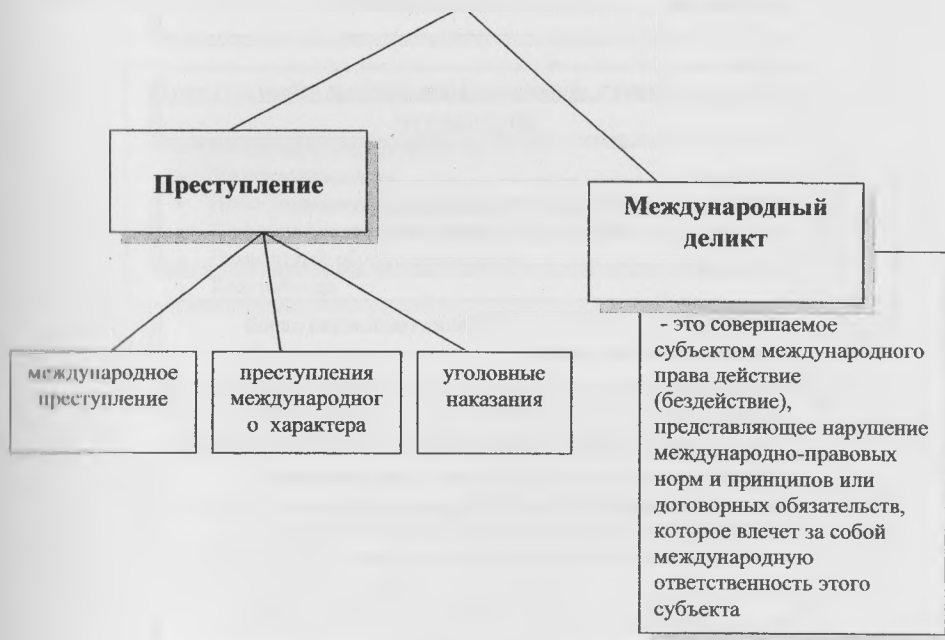 Преступление
Международный
деликт
международное
преступление
преступления
международног
о характера
уголовные
наказания
- это совершаемое
субъектом международного
права действие
(бездействие),
представляющее нарушение
международно-правовых
норм и принципов или
договорных обязательств,
которое влечет за собой
международную
ответственность этого
субъекта